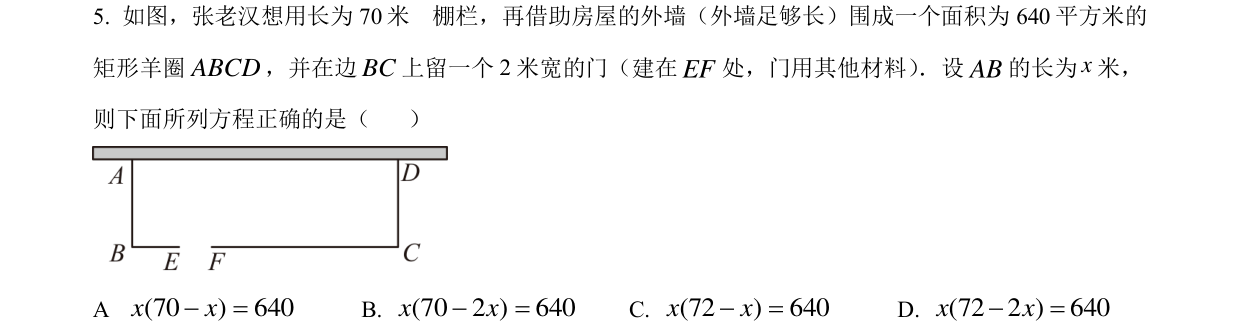 5. 如图，张老汉想用长为 70 米 棚栏，再借助房屋的外墙（外墙足够长）围成一个面积为 640 平方米的
矩形羊圈 ABCD，并在边 BC 上留一个 2 米宽的门（建在 EF 处，门用其他材料）．设 AB 的长为 x 米，
则下面所列方程正确的是（ ）
A D
B E F C
A x(70－x)＝640 B. x(70－2x)＝640 C. x(72－x)＝640 D. x(72－2x)＝640